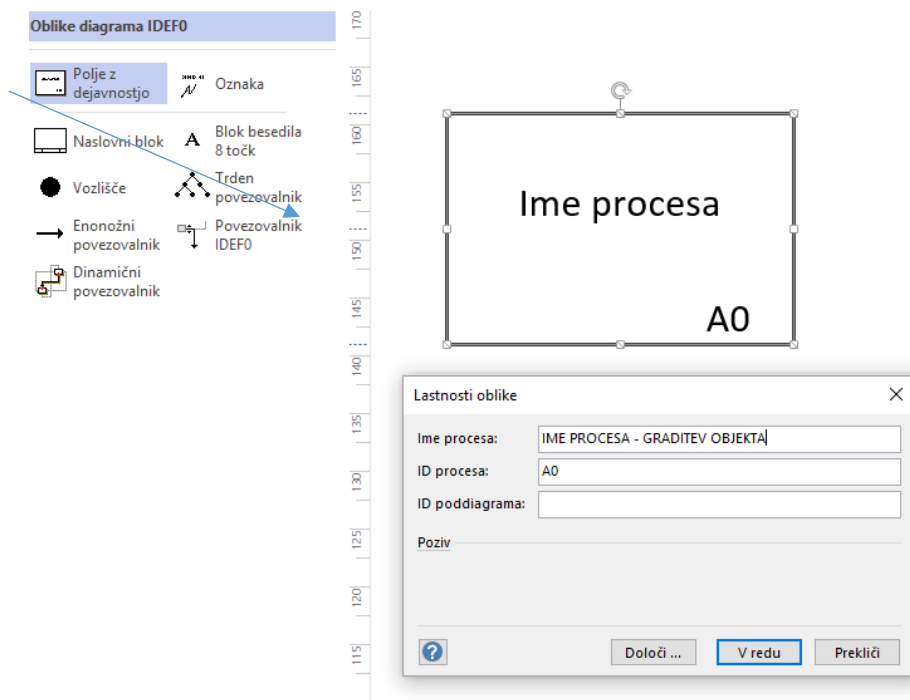 Oblike diagrama IDEF0
Polje z
dejavnostjo
Oznaka
Naslovni blok
A
Blok besedila
8 točk
Vozlišče
Trden
povezovalnik
Enonožni
povezovalnik
Povezovalnik
IDEF0
Dinamični
povezovalnik
170
165
160
155
150
145
140
135
130
125
120
115
Ime procesa
A0
Lastnosti oblike
Ime procesa: IME PROCESA - GRADITEV OBJEKTA
ID procesa: A0
ID poddiagrama:
Poziv
?
Določi ...
V redu
Prekliči